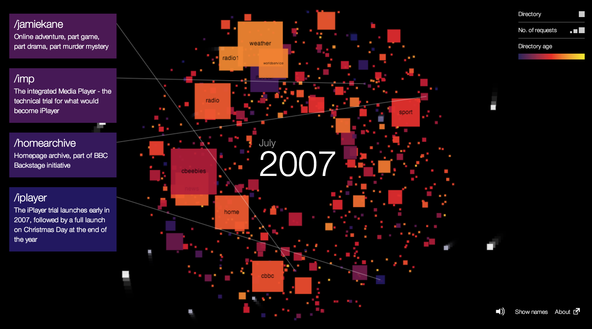 /jamiekane
Online adventure, part game,
part drama, part murder mystery
/imp
The integrated Media Player - the
technical trial for what would
become iPlayer
/homearchive
Homepage archive, part of BBC
Backstage initiative
/iplayer
The iPlayer trial launches early in
2007, followed by a full launch
on Christmas Day at the end of
the year
weather
radio1
radio
sport
cbeebies
home
cbbc
July
2007
Directory
No. of requests
Directory age
Show names
About